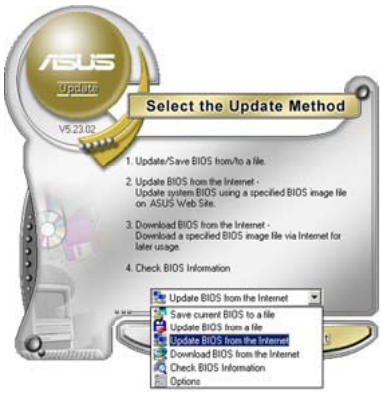 ASUS
Update
V5.23.02
Select the Update Method
1. Update/Save BIOS from/to a file.
2. Update BIOS from the Internet -
Update system BIOS using a specified BIOS image file
on ASUS Web Site.
3. Download BIOS from the Internet -
Download a specified BIOS image file via Internet for
later usage.
4. Check BIOS Information
Update BIOS from the Internet
Save current BIOS to a file
Update BIOS from a file
Update BIOS from the Internet
Download BIOS from the Internet
Check BIOS Information
Options